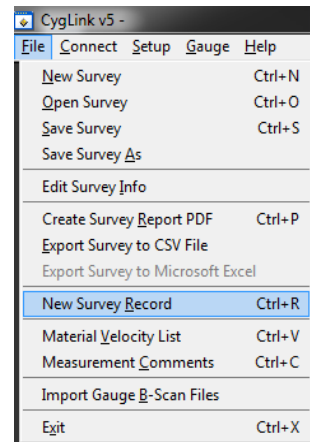 CygLink v5 -
File Connect Setup Gauge Help
New Survey Ctrl+N
Open Survey Ctrl+O
Save Survey Ctrl+S
Save Survey As
Edit Survey Info
Create Survey Report PDF Ctrl+P
Export Survey to CSV File
Export Survey to Microsoft Excel
New Survey Record Ctrl+R
Material Velocity List Ctrl+V
Measurement Comments Ctrl+C
Import Gauge B-Scan Files
Exit Ctrl+X